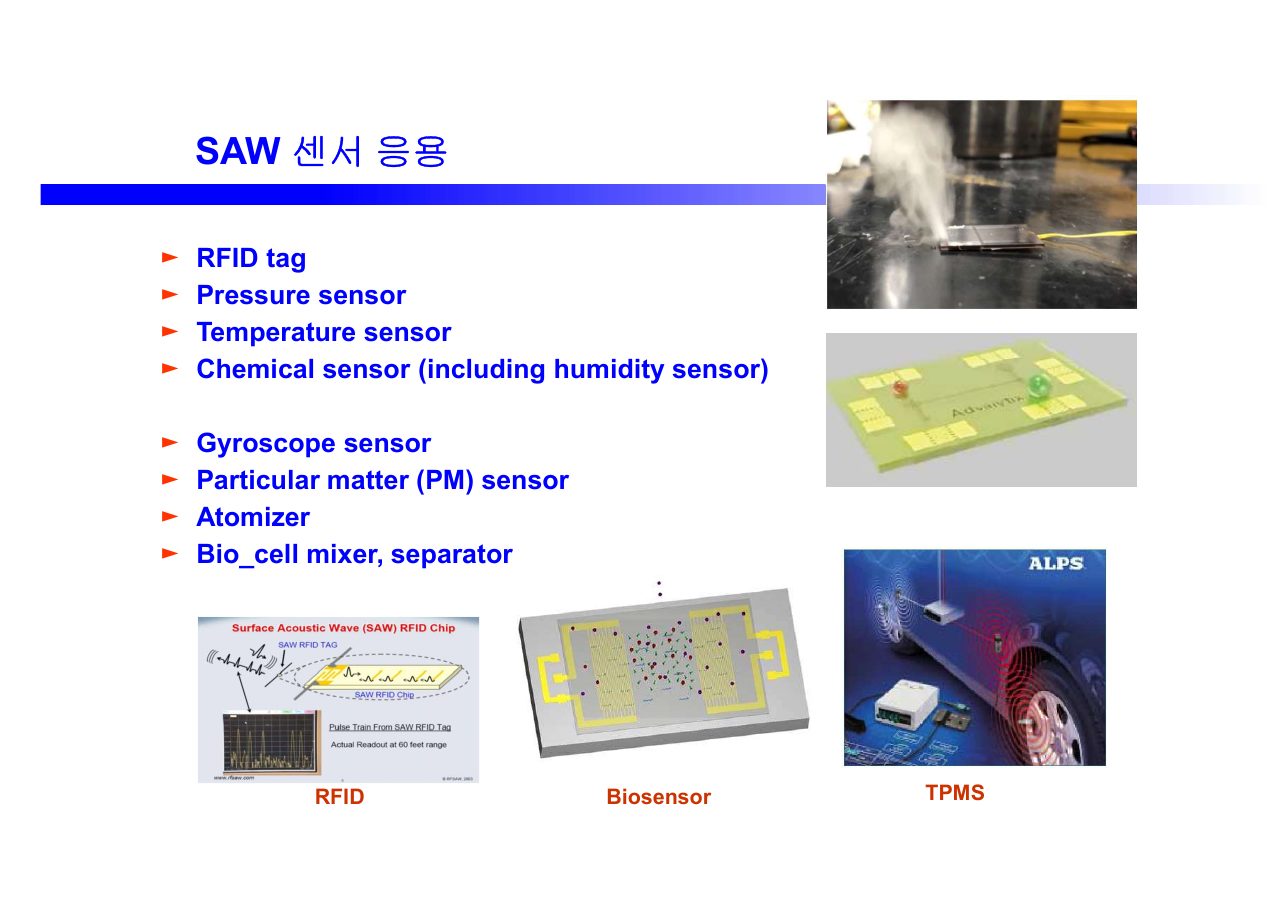 SAW 센서 응용
► RFID tag
► Pressure sensor
► Temperature sensor
► Chemical sensor (including humidity sensor)
► Gyroscope sensor
► Particular matter (PM) sensor
► Atomizer
► Bio_cell mixer, separator
Advalytix
ALPS
Surface Acoustic Wave (SAW) RFID Chip
SAW RFID TAG
SAW RFID Chip
Pulse Train From SAW RFID Tag
Actual Readout at 60 feet range
www.rfsaw.com
© RFSAW, 2003
RFID
Biosensor
TPMS